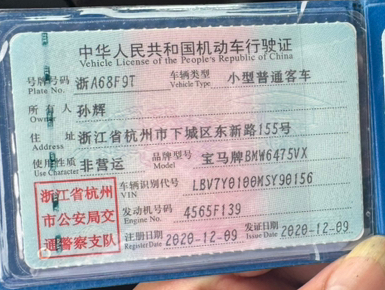 中华人民共和国机动车行驶证
Vehicle License of the People's Republic of China
号牌号码 浙A68F9T 车辆类型 小型普通客车
Plate No. Vehicle Type
所有人 孙辉
Owner
住址 浙江省杭州市下城区东新路155号
Address
使用性质 非营运 品牌型号 宝马牌BMW6475VX
Use Character Model
浙江省杭州
市公安局交
通警察支队
车辆识别代号 LBV7Y0100MSY90156
VIN
发动机号码 4565F139
Engine No.
注册日期 2020-12-09 发证日期 2020-12-09
Register Date Issue Date